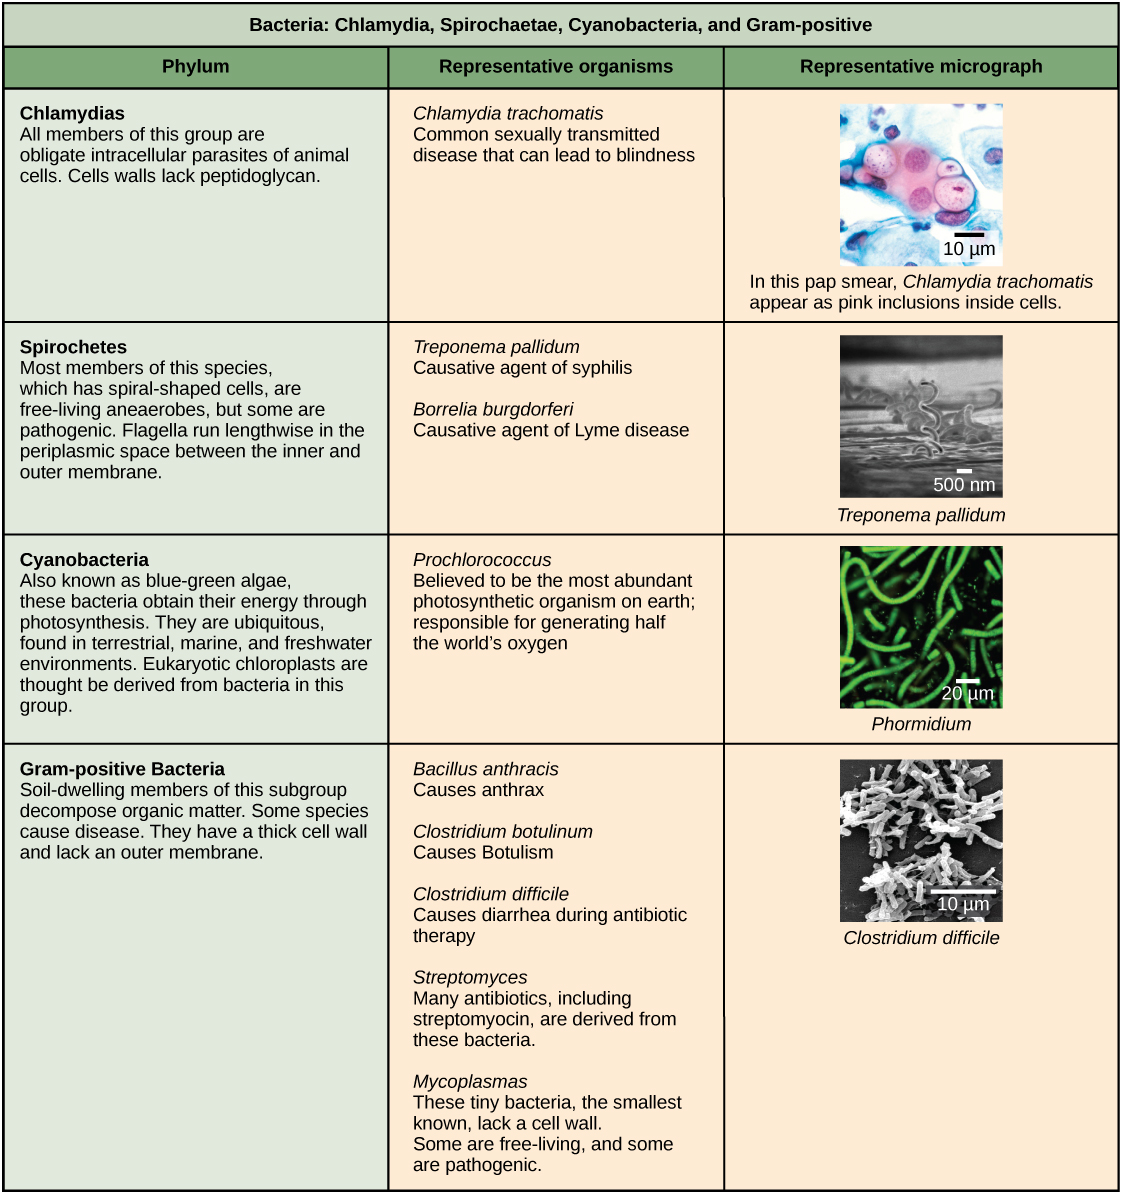 Bacteria: Chlamydia, Spirochaetae, Cyanobacteria, and Gram-positive
Phylum
Representative organisms
Representative micrograph
Chlamydias
All members of this group are
obligate intracellular parasites of animal
cells. Cells walls lack peptidoglycan.
Chlamydia trachomatis
Common sexually transmitted
disease that can lead to blindness
10 µm
In this pap smear, Chlamydia trachomatis
appear as pink inclusions inside cells.
Spirochetes
Most members of this species,
which has spiral-shaped cells, are
free-living aneaerobes, but some are
pathogenic. Flagella run lengthwise in the
periplasmic space between the inner and
outer membrane.
Treponema pallidum
Causative agent of syphilis
Borrelia burgdorferi
Causative agent of Lyme disease
500 nm
Treponema pallidum
Cyanobacteria
Also known as blue-green algae,
these bacteria obtain their energy through
photosynthesis. They are ubiquitous,
found in terrestrial, marine, and freshwater
environments. Eukaryotic chloroplasts are
thought be derived from bacteria in this
group.
Prochlorococcus
Believed to be the most abundant
photosynthetic organism on earth;
responsible for generating half
the world’s oxygen
20 µm
Phormidium
Gram-positive Bacteria
Soil-dwelling members of this subgroup
decompose organic matter. Some species
cause disease. They have a thick cell wall
and lack an outer membrane.
Bacillus anthracis
Causes anthrax
Clostridium botulinum
Causes Botulism
Clostridium difficile
Causes diarrhea during antibiotic
therapy
Streptomyces
Many antibiotics, including
streptomyocin, are derived from
these bacteria.
Mycoplasmas
These tiny bacteria, the smallest
known, lack a cell wall.
Some are free-living, and some
are pathogenic.
10 µm
Clostridium difficile